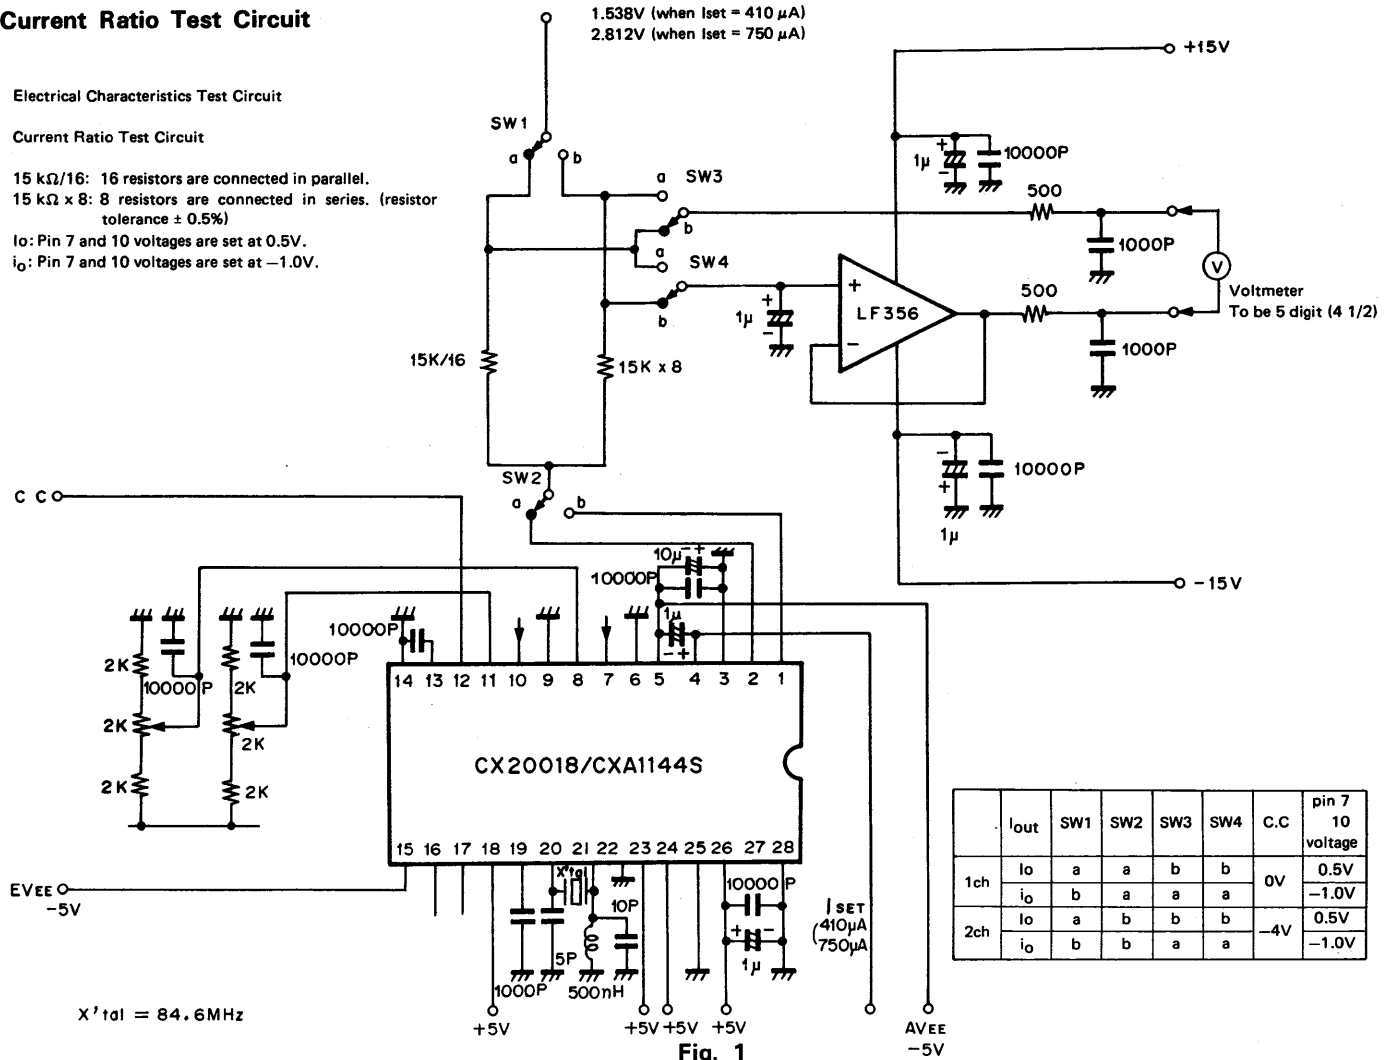 Current Ratio Test Circuit
1.538V (when Iset = 410 μA)
2.812V (when Iset = 750 μA)
+15V
Electrical Characteristics Test Circuit
Current Ratio Test Circuit
15 kΩ/16: 16 resistors are connected in parallel.
15 kΩ x 8: 8 resistors are connected in series. (resistor
tolerance ± 0.5%)
Io: Pin 7 and 10 voltages are set at 0.5V.
io: Pin 7 and 10 voltages are set at −1.0V.
SW1
a b
a SW3
b
a
SW4
b
1μ + -
10000P
500
1000P
V
Voltmeter
To be 5 digit (4 1/2)
+
1μ
-
+
LF356
-
500
1000P
15K/16
15K x 8
-
+
1μ
10000P
-15V
SW2
a b
C C
10μ - +
10000P
1μ
- +
10000P
2K
10000P
2K
10000P
2K
2K
2K
2K
14 13 12 11 10 9 8 7 6 5 4 3 2 1
CX20018/CXA1144S
15 16 17 18 19 20 21 22 23 24 25 26 27 28
EVEE
-5V
X'tal
10P
5P
1000P
500nH
10000P
+ -
1μ
ISET
(410μA
750μA
+5V
+5V +5V +5V
AVEE
-5V
X'tal = 84.6MHz
Iout SW1 SW2 SW3 SW4 C.C pin 7 10 voltage
1ch Io a a b b 0V 0.5V
io b a a a −1.0V
2ch Io a b b b −4V 0.5V
io b b a a −1.0V
Fig. 1